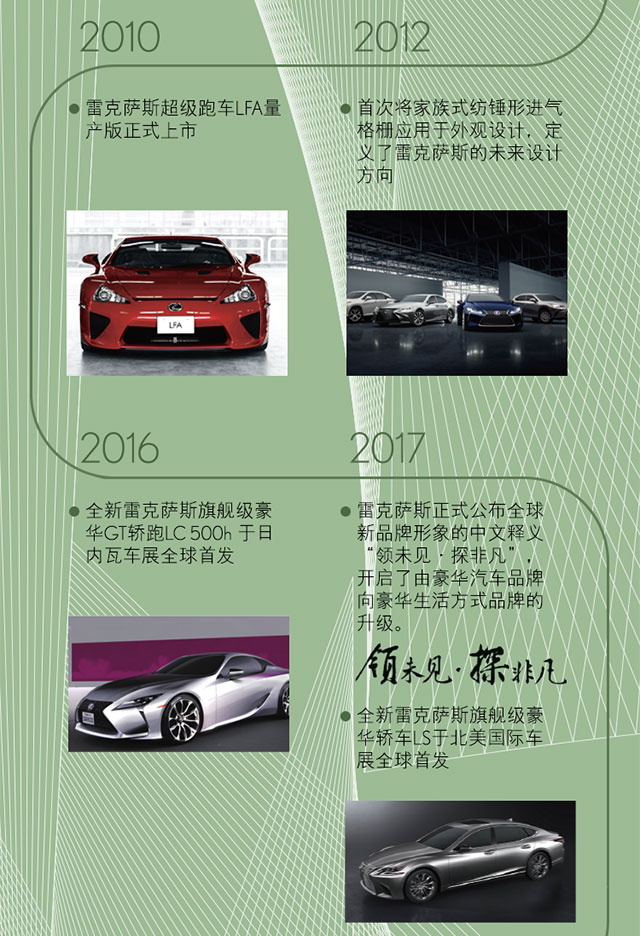 2010
雷克萨斯超级跑车LFA量
产版正式上市
LFA
2012
首次将家族式纺锤形进气
格栅应用于外观设计，定
义了雷克萨斯的未来设计
方向
2016
全新雷克萨斯旗舰级豪
华GT轿跑LC 500h 于日
内瓦车展全球首发
2017
雷克萨斯正式公布全球
新品牌形象的中文释义
“领未见·探非凡”，
开启了由豪华汽车品牌
向豪华生活方式品牌的
升级。
领未见·探非凡
全新雷克萨斯旗舰级豪
华轿车LS于北美国际车
展全球首发